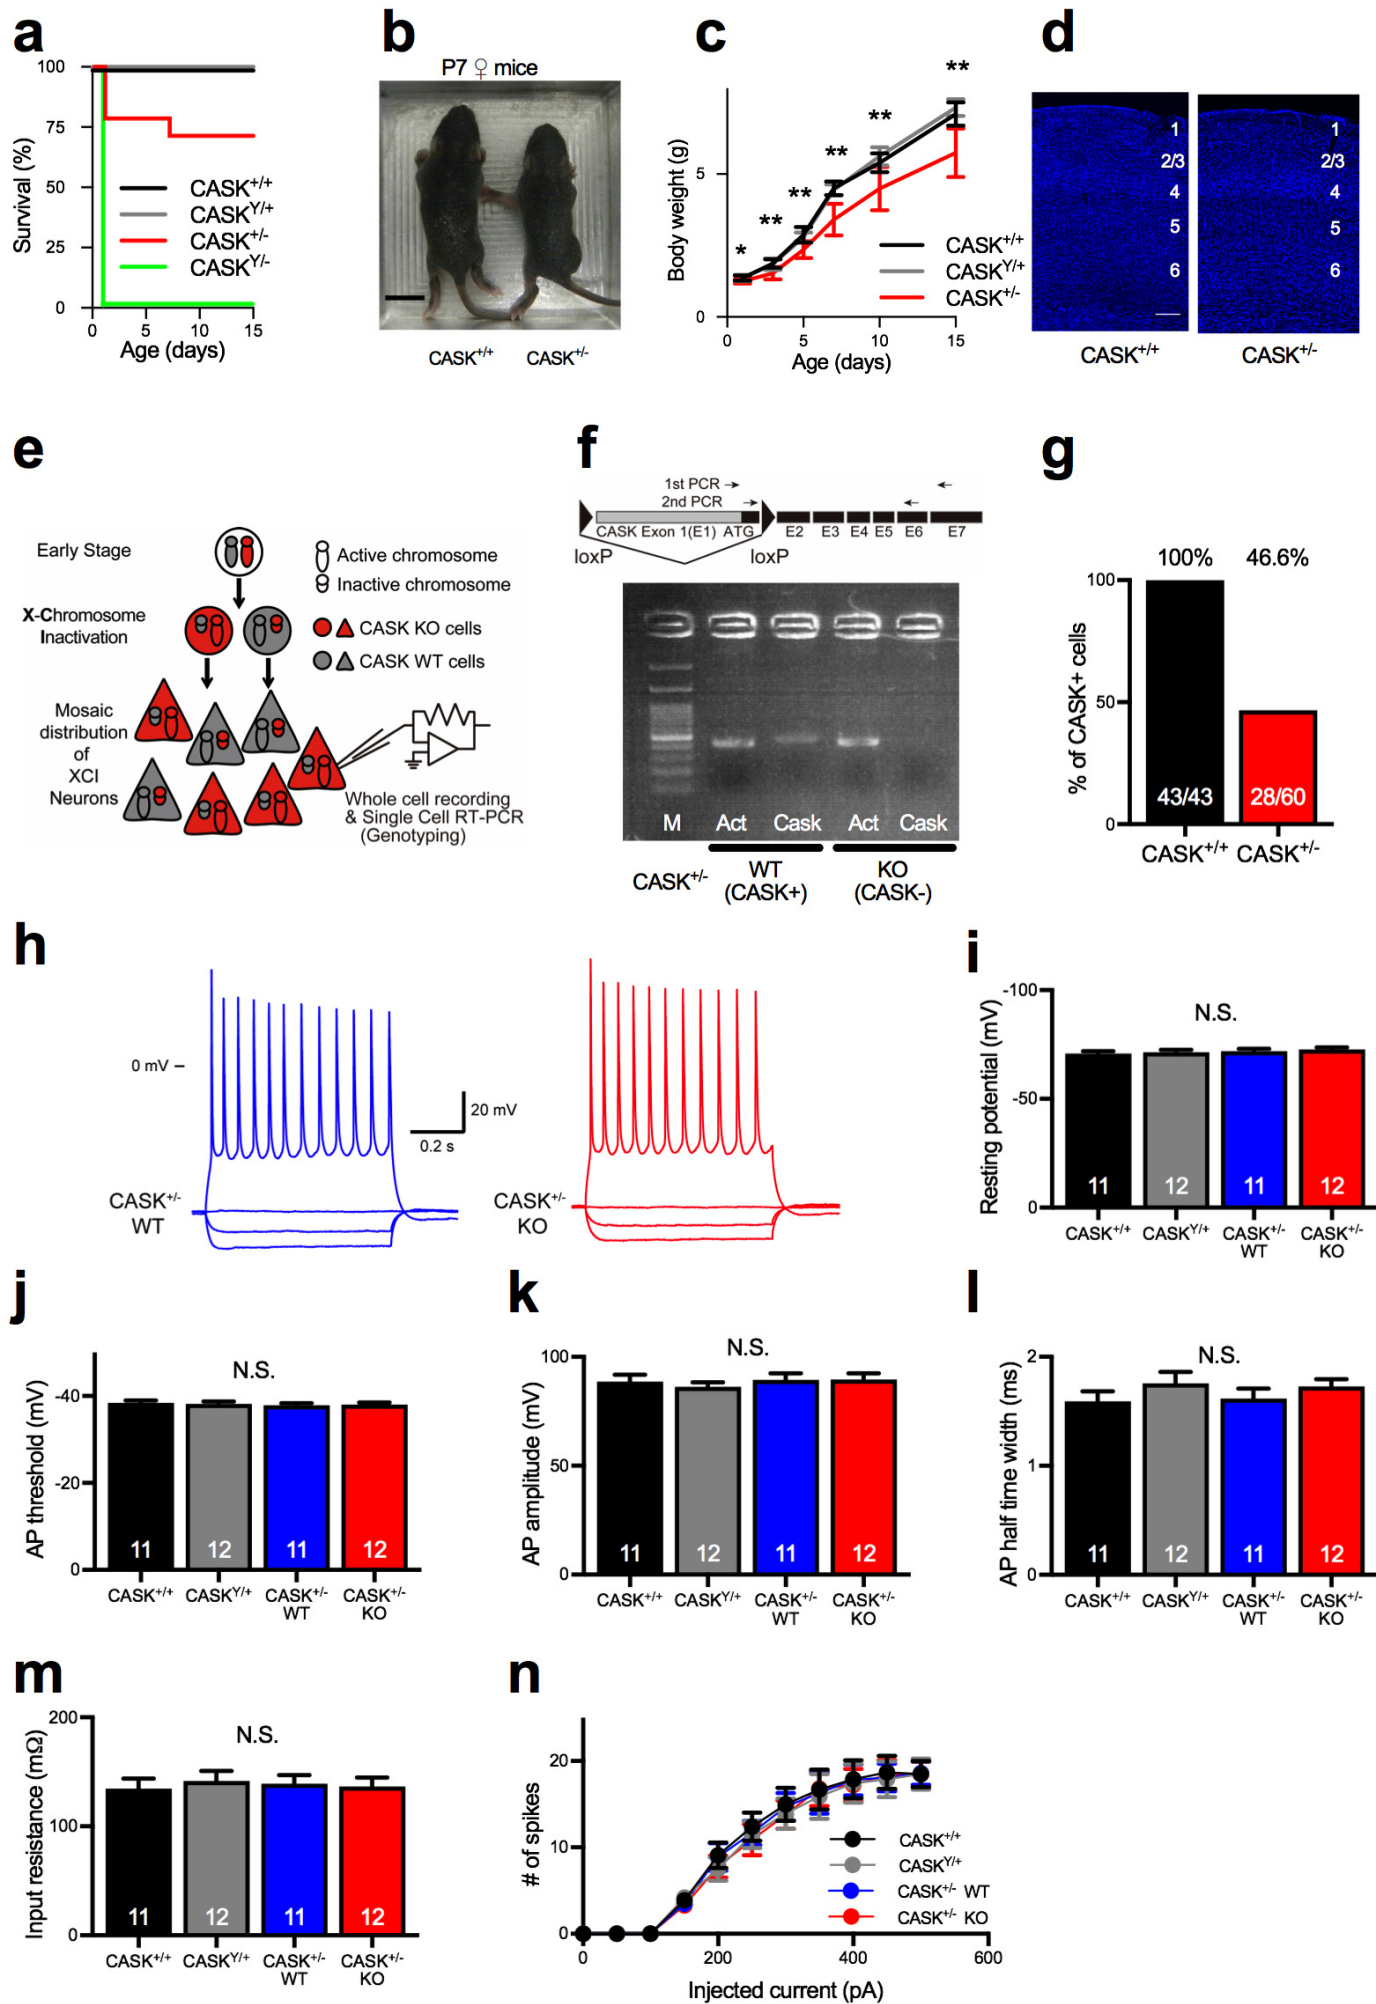 a
100
75
50
25
0
Survival (%)
CASK+/+
CASKY/+
CASK+/-
CASKY/-
0 5 10 15
Age (days)
b
P7 ♀ mice
CASK+/+ CASK+/-
c
** 
**
**
**
**
*
Body weight (g)
5
0
CASK+/+
CASKY/+
CASK+/-
0 5 10 15
Age (days)
d
1 1
2/3 2/3
4 4
5 5
6 6
CASK+/+ CASK+/-
e
Early Stage
Active chromosome
Inactive chromosome
X-Chromosome
Inactivation
CASK KO cells
CASK WT cells
Mosaic
distribution
of
XCI
Neurons
Whole cell recording
& Single Cell RT-PCR
(Genotyping)
f
1st PCR →
2nd PCR →
CASK Exon 1(E1) ATG E2 E3 E4 E5 E6 E7
loxP loxP
M Act Cask Act Cask
CASK+/- WT KO
(CASK+) (CASK-)
g
100% 46.6%
100
50
0
% of CASK+ cells
43/43 28/60
CASK+/+ CASK+/-
h
0 mV –
20 mV
0.2 s
CASK+/-
WT
CASK+/-
KO
i
-100
-50
0
Resting potential (mV)
N.S.
11 12 11 12
CASK+/+ CASKY/+ CASK+/- CASK+/-
WT KO
j
-40
-20
0
AP threshold (mV)
N.S.
11 12 11 12
CASK+/+ CASKY/+ CASK+/- CASK+/-
WT KO
k
100
50
0
AP amplitude (mV)
N.S.
11 12 11 12
CASK+/+ CASKY/+ CASK+/- CASK+/-
WT KO
l
2
1
0
AP half time width (ms)
N.S.
11 12 11 12
CASK+/+ CASKY/+ CASK+/- CASK+/-
WT KO
m
200
100
0
Input resistance (mΩ)
N.S.
11 12 11 12
CASK+/+ CASKY/+ CASK+/- CASK+/-
WT KO
n
20
10
0
# of spikes
CASK+/+
CASKY/+
CASK+/- WT
CASK+/- KO
0 200 400 600
Injected current (pA)